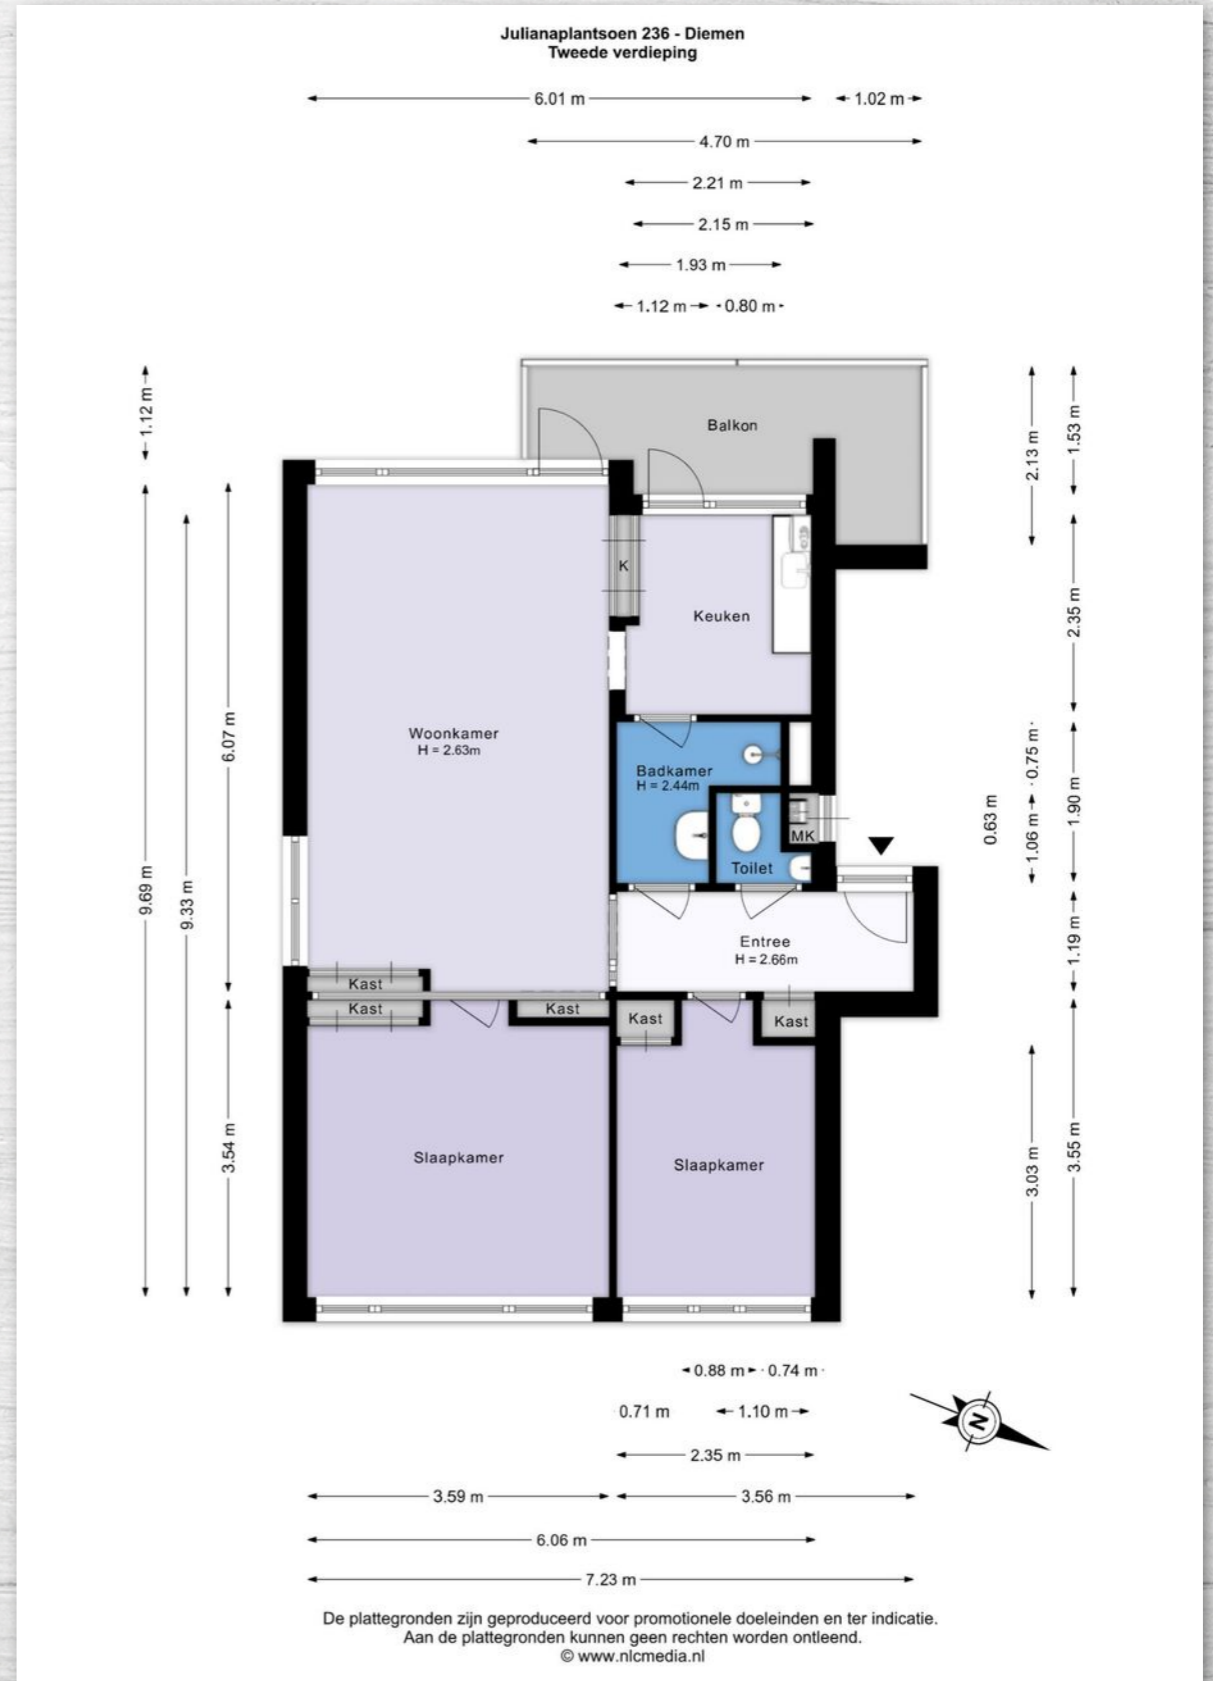 Julianaplantsoen 236 - Diemen
Tweede verdieping
6.01 m
1.02 m
4.70 m
2.21 m
2.15 m
1.93 m
1.12 m
0.80 m
1.12 m
Balkon
2.13 m
1.53 m
K
Keuken
2.35 m
6.07 m
Woonkamer
H = 2.63m
Badkamer
H = 2.44m
MK
Toilet
0.63 m
0.75 m
1.06 m
1.90 m
9.69 m
9.33 m
Entree
H = 2.66m
1.19 m
Kast
Kast
Kast
Kast
Kast
3.54 m
Slaapkamer
Slaapkamer
3.03 m
3.55 m
0.88 m
0.74 m
0.71 m
1.10 m
N
2.35 m
3.59 m
3.56 m
6.06 m
7.23 m
De plattegronden zijn geproduceerd voor promotionele doeleinden en ter indicatie.
Aan de plattegronden kunnen geen rechten worden ontleend.
© www.nlcmedia.nl